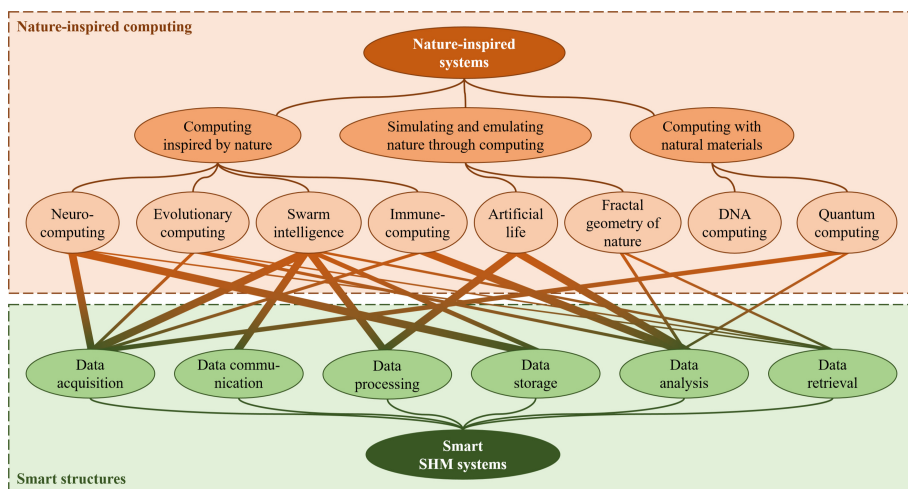 Nature-inspired computing
Nature-inspired
systems
Computing
inspired by nature
Simulating and emulating
nature through computing
Computing with
natural materials
Neuro-
computing
Evolutionary
computing
Swarm
intelligence
Immune-
computing
Artificial
life
Fractal
geometry of
nature
DNA
computing
Quantum
computing
Data
acquisition
Data commu-
nication
Data
processing
Data
storage
Data
analysis
Data
retrieval
Smart
SHM systems
Smart structures